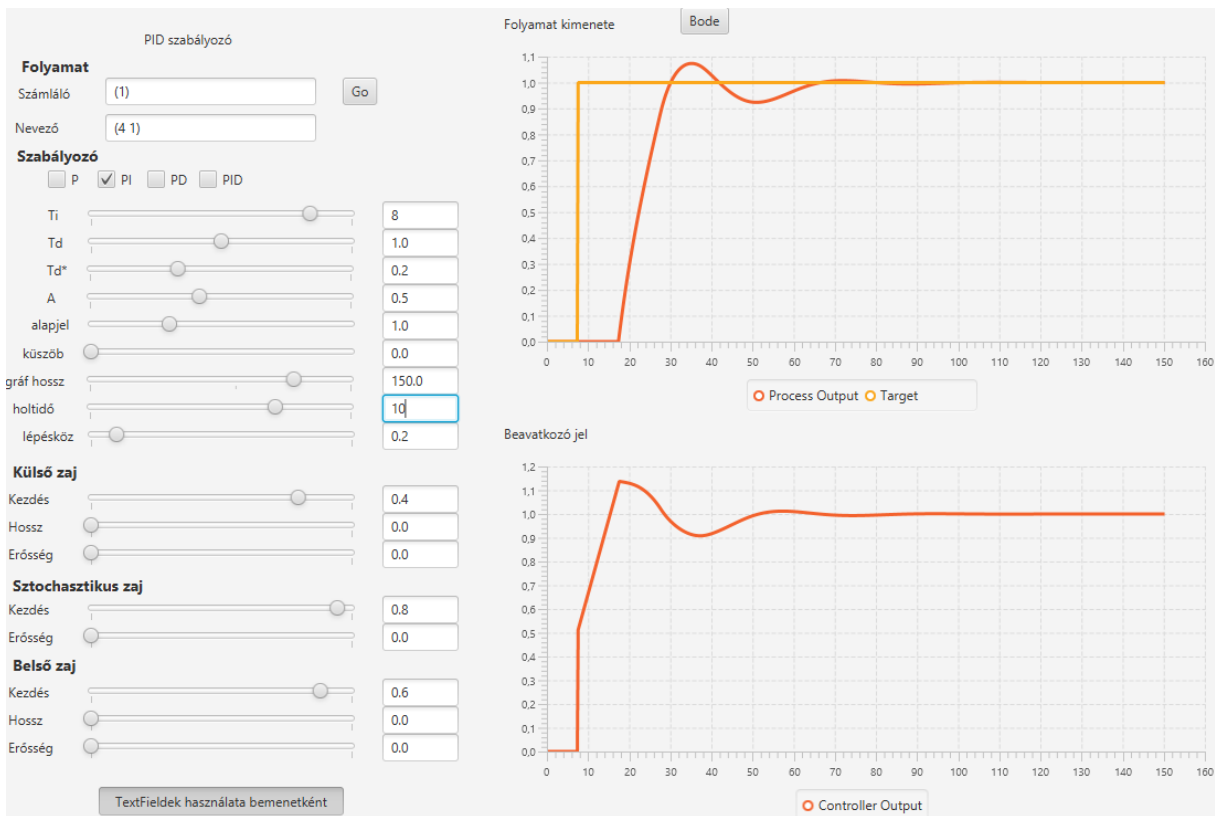 PID szabályozó
Folyamat
Számláló (1) Go
Nevező (4 1)
Szabályozó
P PI PD PID
Ti 8
Td 1.0
Td* 0.2
A 0.5
alapjel 1.0
küszöb 0.0
gráf hossz 150.0
holtidő 10
lépésköz 0.2
Külső zaj
Kezdés 0.4
Hossz 0.0
Erősség 0.0
Sztochasztikus zaj
Kezdés 0.8
Erősség 0.0
Belső zaj
Kezdés 0.6
Hossz 0.0
Erősség 0.0
TextFieldek használata bemenetként
Folyamat kimenete Bode
1,1
1,0
0,9
0,8
0,7
0,6
0,5
0,4
0,3
0,2
0,1
0,0
0 10 20 30 40 50 60 70 80 90 100 110 120 130 140 150 160
Process Output Target
Beavatkozó jel
1,2
1,1
1,0
0,9
0,8
0,7
0,6
0,5
0,4
0,3
0,2
0,1
0,0
0 10 20 30 40 50 60 70 80 90 100 110 120 130 140 150 160
Controller Output